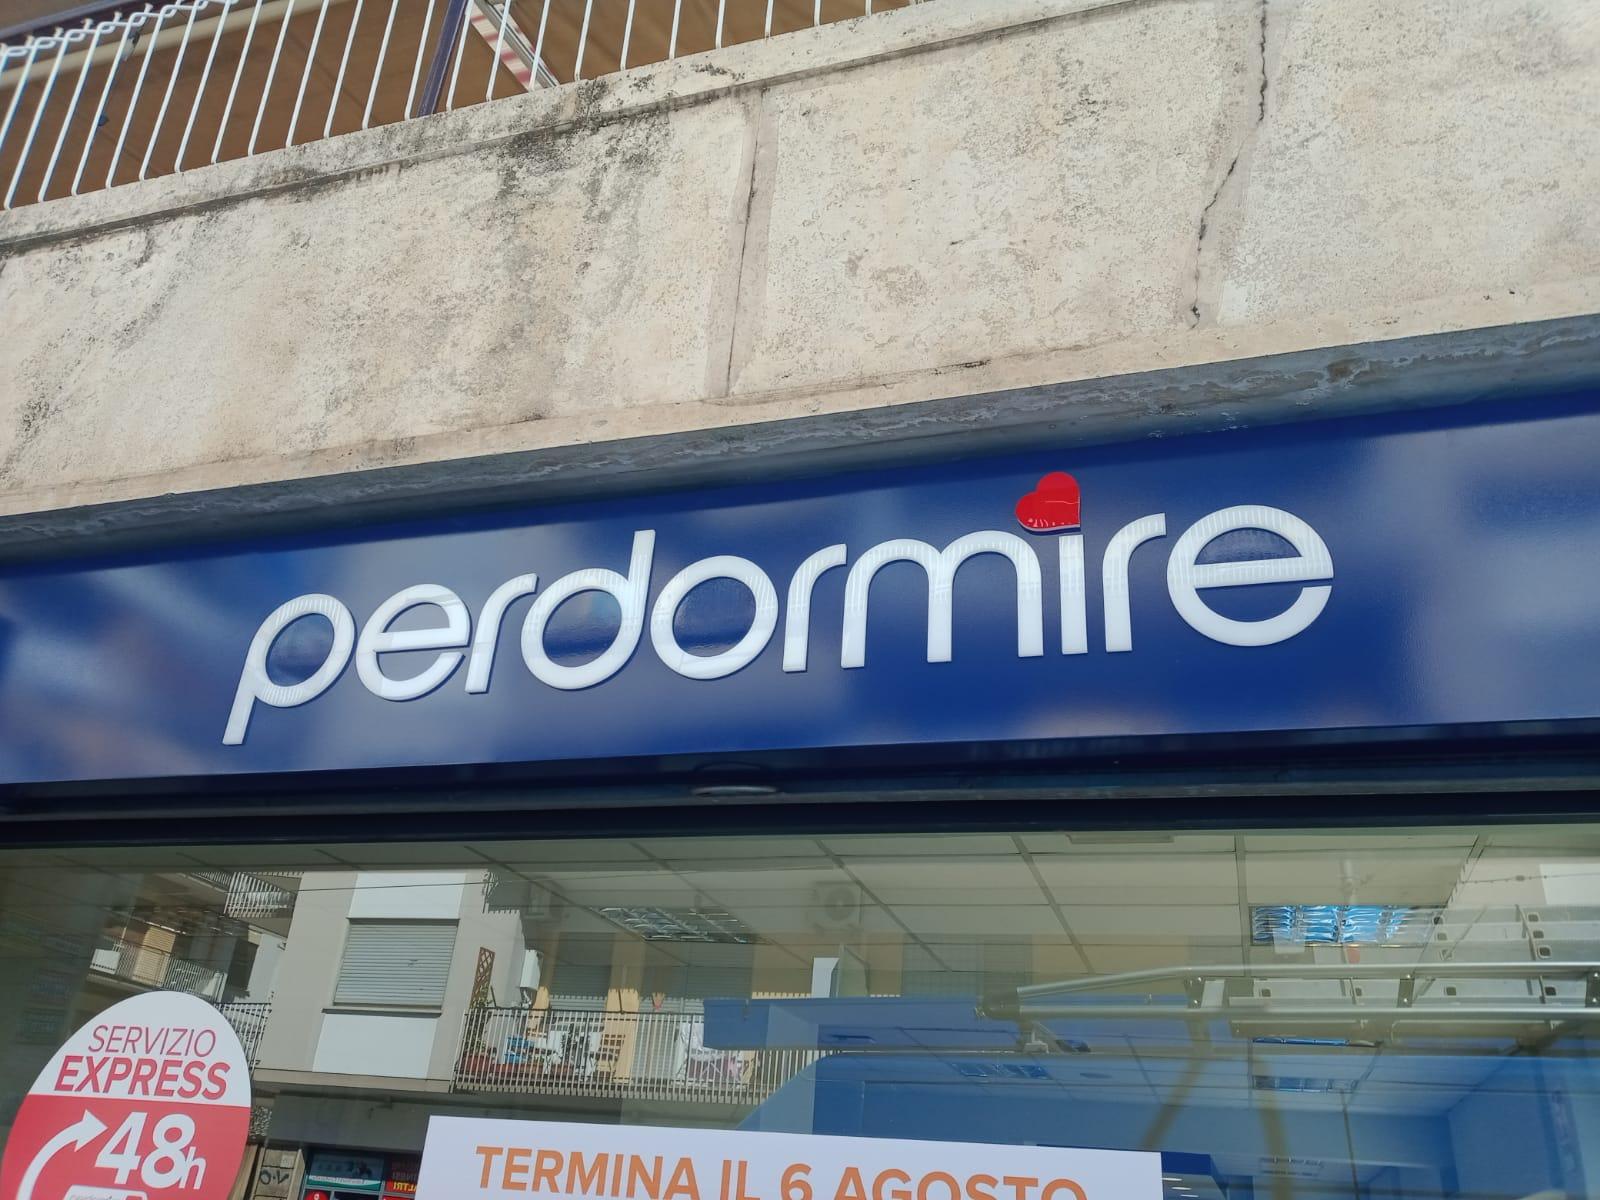 perdormire
SERVIZIO
EXPRESS
48h
TERMINA IL 6 AGOSTO